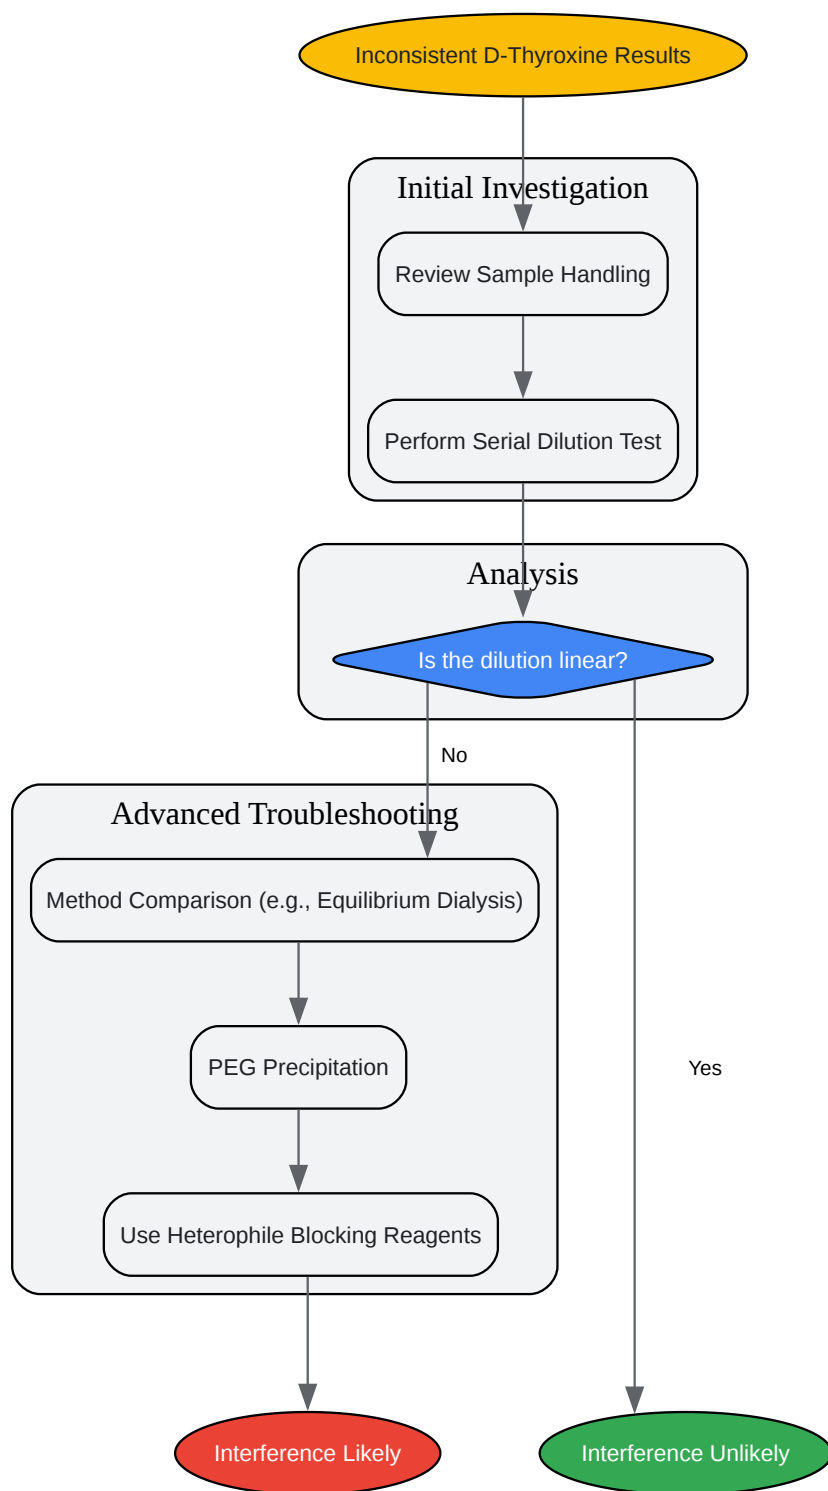 Inconsistent D-Thyroxine Results
Initial Investigation
Review Sample Handling
Perform Serial Dilution Test
Analysis
Is the dilution linear?
No
Advanced Troubleshooting
Method Comparison (e.g., Equilibrium Dialysis)
PEG Precipitation
Yes
Use Heterophile Blocking Reagents
Interference Likely
Interference Unlikely